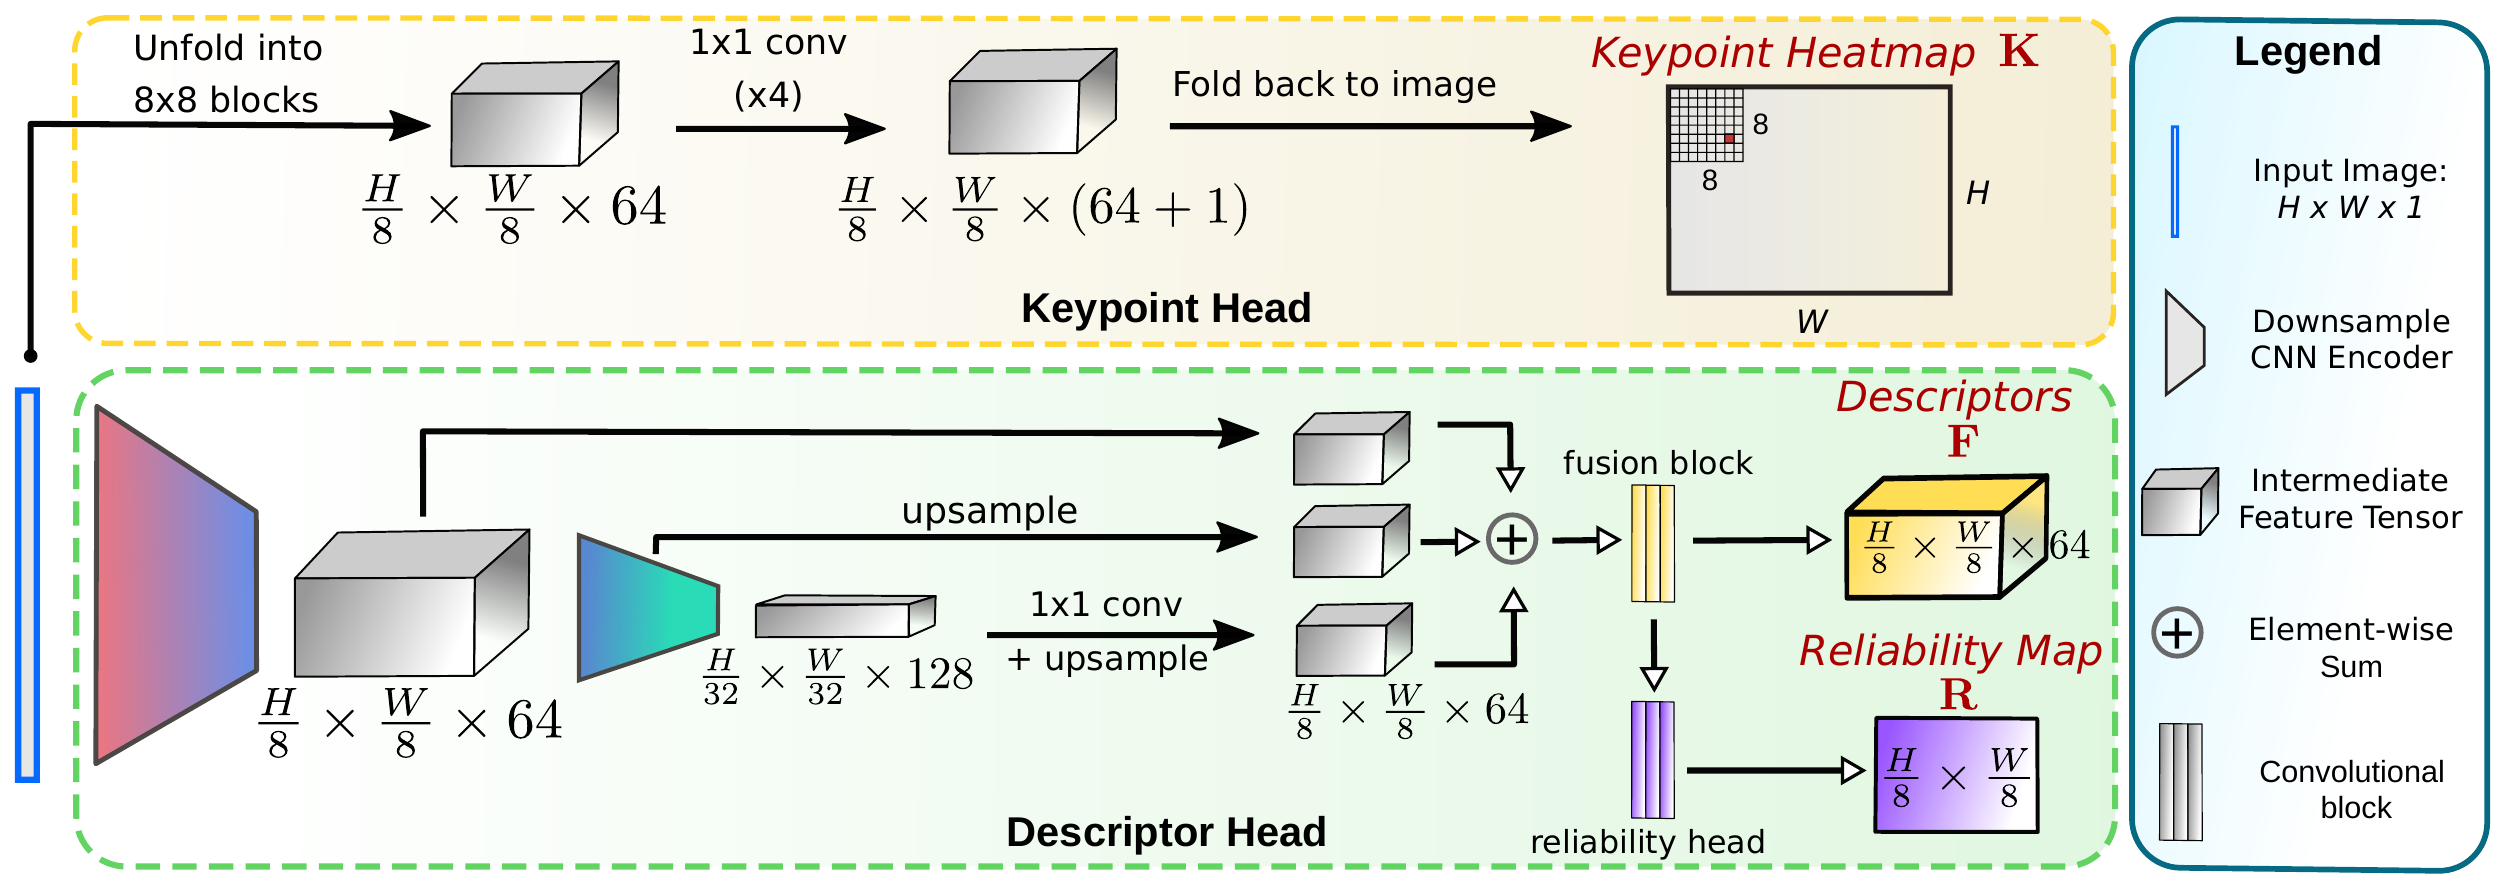 Unfold into
8x8 blocks
H/8 × W/8 × 64
1x1 conv
(x4)
H/8 × W/8 × (64 + 1)
Fold back to image
Keypoint Heatmap K
8
8
H
W
Keypoint Head
H/8 × W/8 × 64
upsample
H/32 × W/32 × 128
1x1 conv
+ upsample
H/8 × W/8 × 64
fusion block
Descriptors
F
H/8 × W/8 × 64
Reliability Map
R
H/8 × W/8
reliability head
Descriptor Head
Legend
Input Image:
H x W x 1
Downsample
CNN Encoder
Intermediate
Feature Tensor
Element-wise
Sum
Convolutional
block